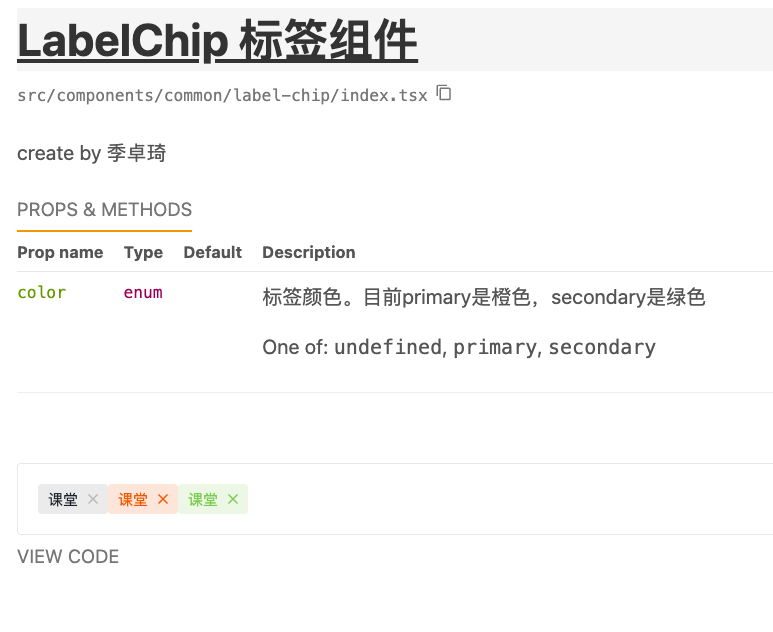 LabelChip 标签组件
src/components/common/label-chip/index.tsx
create by 季卓琦
PROPS & METHODS
Prop name Type Default Description
color enum 标签颜色。目前primary是橙色，secondary是绿色
One of: undefined, primary, secondary
课堂 × 课堂 × 课堂 ×
VIEW CODE